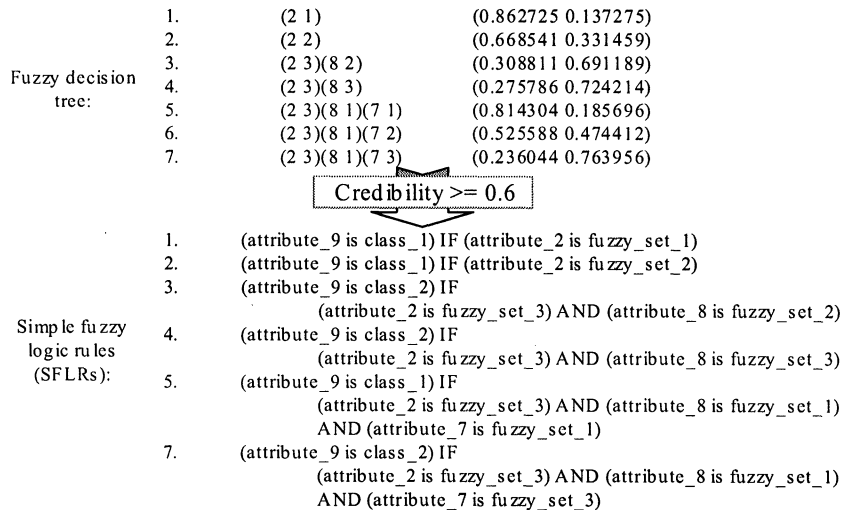 1. (2 1) (0.862725 0.137275)
2. (2 2) (0.668541 0.331459)
3. (2 3)(8 2) (0.308811 0.691189)
Fuzzy decision
tree:
4. (2 3)(8 3) (0.275786 0.724214)
5. (2 3)(8 1)(7 1) (0.814304 0.185696)
6. (2 3)(8 1)(7 2) (0.525588 0.474412)
7. (2 3)(8 1)(7 3) (0.236044 0.763956)
Credibility >= 0.6
1. (attribute_9 is class_1) IF (attribute_2 is fuzzy_set_1)
2. (attribute_9 is class_1) IF (attribute_2 is fuzzy_set_2)
3. (attribute_9 is class_2) IF
(attribute_2 is fuzzy_set_3) AND (attribute_8 is fuzzy_set_2)
Simple fuzzy
logic rules
(SFLRs):
4. (attribute_9 is class_2) IF
(attribute_2 is fuzzy_set_3) AND (attribute_8 is fuzzy_set_3)
5. (attribute_9 is class_1) IF
(attribute_2 is fuzzy_set_3) AND (attribute_8 is fuzzy_set_1)
AND (attribute_7 is fuzzy_set_1)
7. (attribute_9 is class_2) IF
(attribute_2 is fuzzy_set_3) AND (attribute_8 is fuzzy_set_1)
AND (attribute_7 is fuzzy_set_3)